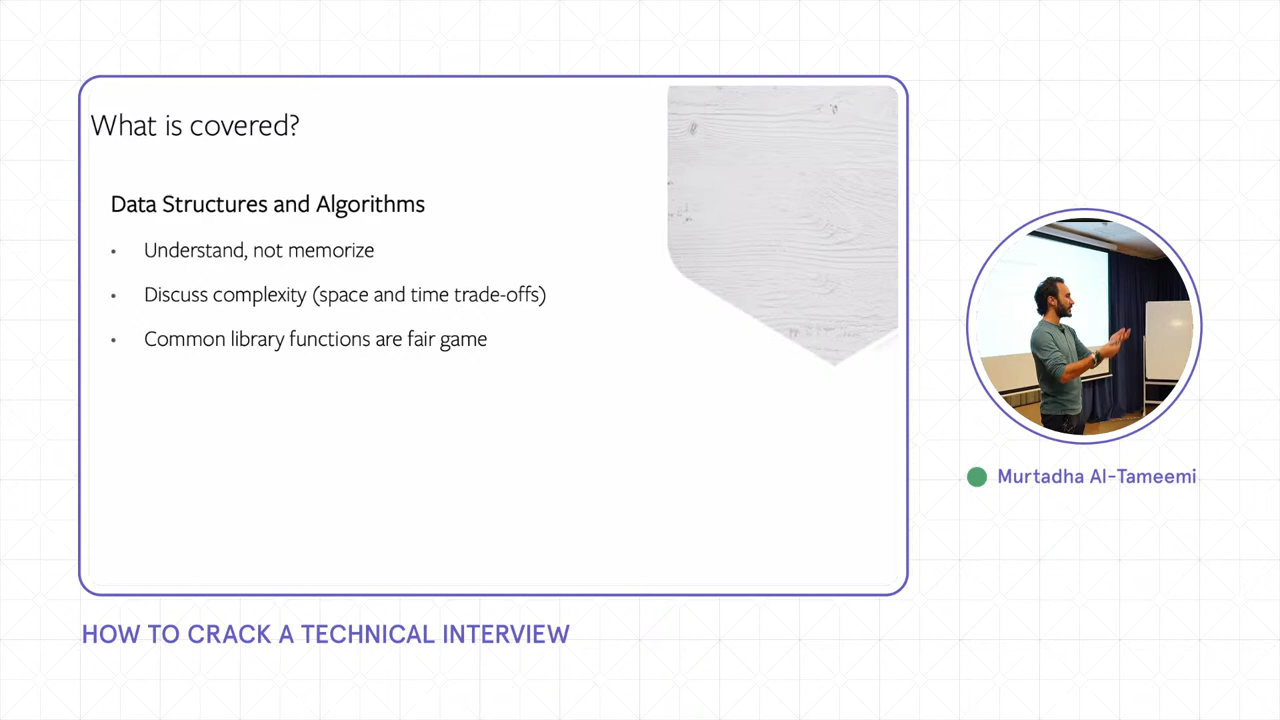 What is covered?
Data Structures and Algorithms
• Understand, not memorize
• Discuss complexity (space and time trade-offs)
• Common library functions are fair game
Murtadha Al-Tameemi
HOW TO CRACK A TECHNICAL INTERVIEW